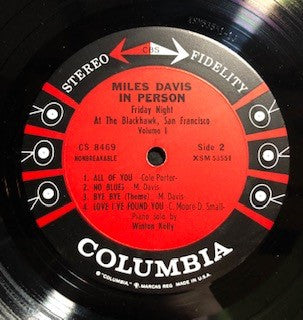 CBS
STEREO FIDELITY
MILES DAVIS
IN PERSON
Friday Night
At The Blackhawk, San Francisco
Volume I
CS 8469 Side 2
NONBREAKABLE XSM 53551
1 ALL OF YOU -Cole Porter-
2 NO BLUES -M. Davis-
3 BYE BYE (Theme) -M. Davis-
4 LOVE I'VE FOUND YOU -C. Moore-D. Small-
Piano solo by
Wynton Kelly
COLUMBIA
® "COLUMBIA", MARCAS REG. MADE IN U.S.A.